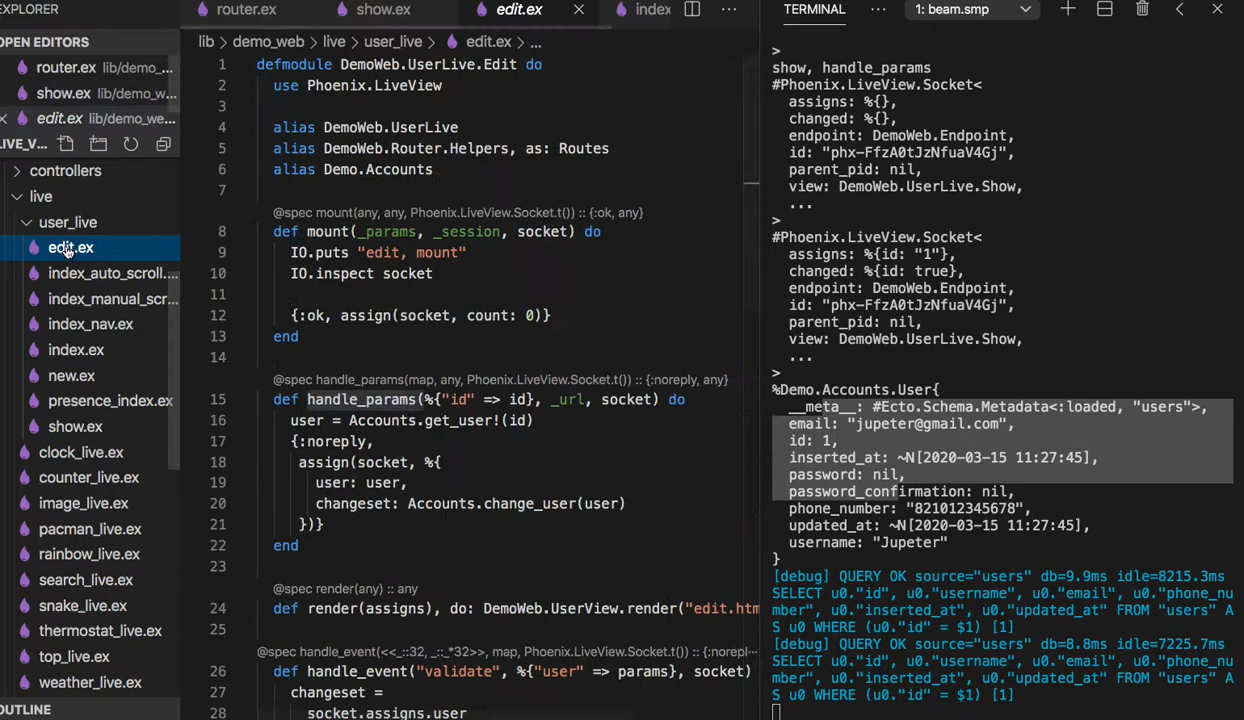 EXPLORER
OPEN EDITORS
router.ex lib/demo_...
show.ex lib/demo_w...
edit.ex lib/demo_we...
LIVE_V...
controllers
live
user_live
edit.ex
index_auto_scroll....
index_manual_scr...
index_nav.ex
index.ex
new.ex
presence_index.ex
show.ex
clock_live.ex
counter_live.ex
image_live.ex
pacman_live.ex
rainbow_live.ex
search_live.ex
snake_live.ex
thermostat_live.ex
top_live.ex
weather_live.ex
OUTLINE
router.ex show.ex edit.ex index
lib > demo_web > live > user_live > edit.ex > ...
1 defmodule DemoWeb.UserLive.Edit do
2 use Phoenix.LiveView
3
4 alias DemoWeb.UserLive
5 alias DemoWeb.Router.Helpers, as: Routes
6 alias Demo.Accounts
7
@spec mount(any, any, Phoenix.LiveView.Socket.t()) :: {:ok, any}
8 def mount(_params, _session, socket) do
9 IO.puts "edit, mount"
10 IO.inspect socket
11
12 {:ok, assign(socket, count: 0)}
13 end
14
@spec handle_params(map, any, Phoenix.LiveView.Socket.t()) :: {:noreply, any}
15 def handle_params(%{"id" => id}, _url, socket) do
16 user = Accounts.get_user!(id)
17 {:noreply,
18 assign(socket, %{
19 user: user,
20 changeset: Accounts.change_user(user)
21 })}
22 end
23
@spec render(any) :: any
24 def render(assigns), do: DemoWeb.UserView.render("edit.htm
25
@spec handle_event(<<_::32, _::_*32>>, map, Phoenix.LiveView.Socket.t()) :: {:norepl...
26 def handle_event("validate", %{"user" => params}, socket)
27 changeset =
28 socket.assigns.user
TERMINAL ... 1: beam.smp
>
show, handle_params
#Phoenix.LiveView.Socket<
assigns: %{},
changed: %{},
endpoint: DemoWeb.Endpoint,
id: "phx-FfzA0tJzNfuaV4Gj",
parent_pid: nil,
view: DemoWeb.UserLive.Show,
...
>
#Phoenix.LiveView.Socket<
assigns: %{id: "1"},
changed: %{id: true},
endpoint: DemoWeb.Endpoint,
id: "phx-FfzA0tJzNfuaV4Gj",
parent_pid: nil,
view: DemoWeb.UserLive.Show,
...
>
%Demo.Accounts.User{
__meta__: #Ecto.Schema.Metadata<:loaded, "users">,
email: "jupeter@gmail.com",
id: 1,
inserted_at: ~N[2020-03-15 11:27:45],
password: nil,
password_confirmation: nil,
phone_number: "821012345678",
updated_at: ~N[2020-03-15 11:27:45],
username: "Jupeter"
}
[debug] QUERY OK source="users" db=9.9ms idle=8215.3ms
SELECT u0."id", u0."username", u0."email", u0."phone_nu
mber", u0."inserted_at", u0."updated_at" FROM "users" A
S u0 WHERE (u0."id" = $1) [1]
[debug] QUERY OK source="users" db=8.8ms idle=7225.7ms
SELECT u0."id", u0."username", u0."email", u0."phone_nu
mber", u0."inserted_at", u0."updated_at" FROM "users" A
S u0 WHERE (u0."id" = $1) [1]